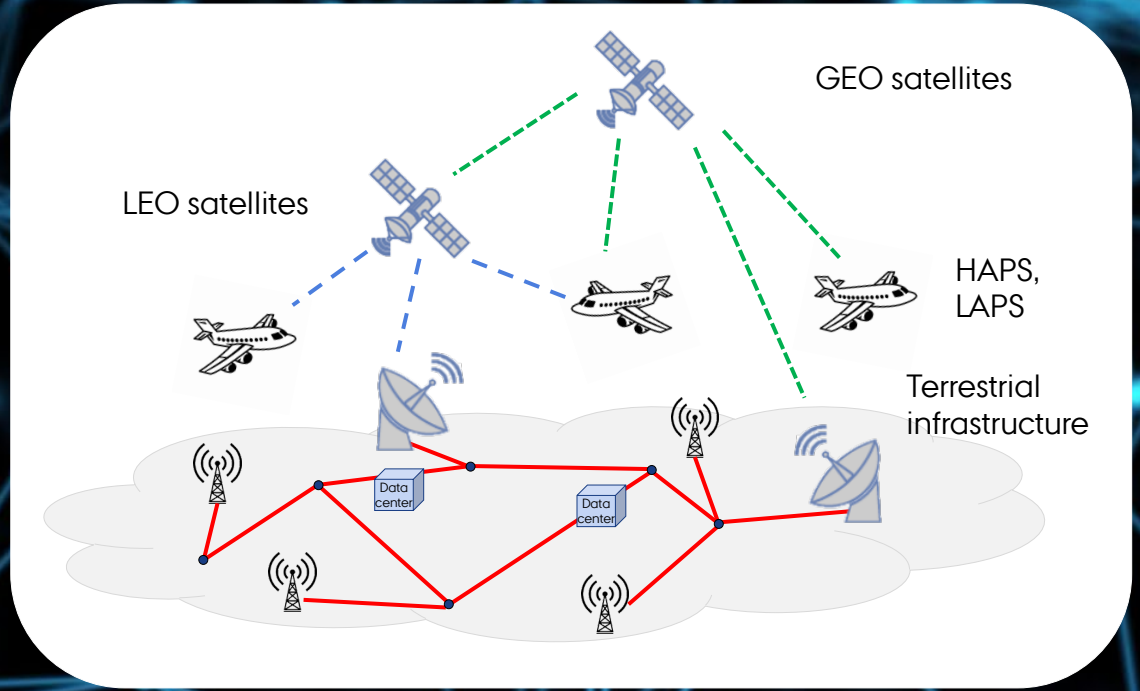 GEO satellites
LEO satellites
HAPS,
LAPS
Terrestrial
infrastructure
Data
center
Data
center